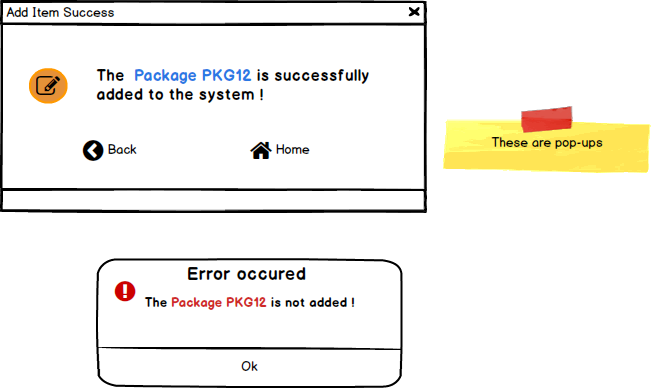 Add Item Success
The Package PKG12 is successfully
added to the system !
Back
Home
These are pop-ups
Error occured
The Package PKG12 is not added !
Ok